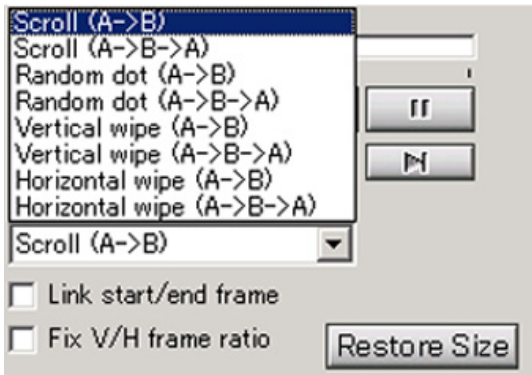 Scroll (A->B)
Scroll (A->B->A)
Random dot (A->B)
Random dot (A->B->A)
Vertical wipe (A->B)
Vertical wipe (A->B->A)
Horizontal wipe (A->B)
Horizontal wipe (A->B->A)
Scroll (A->B)
Link start/end frame
Fix V/H frame ratio
Restore Size